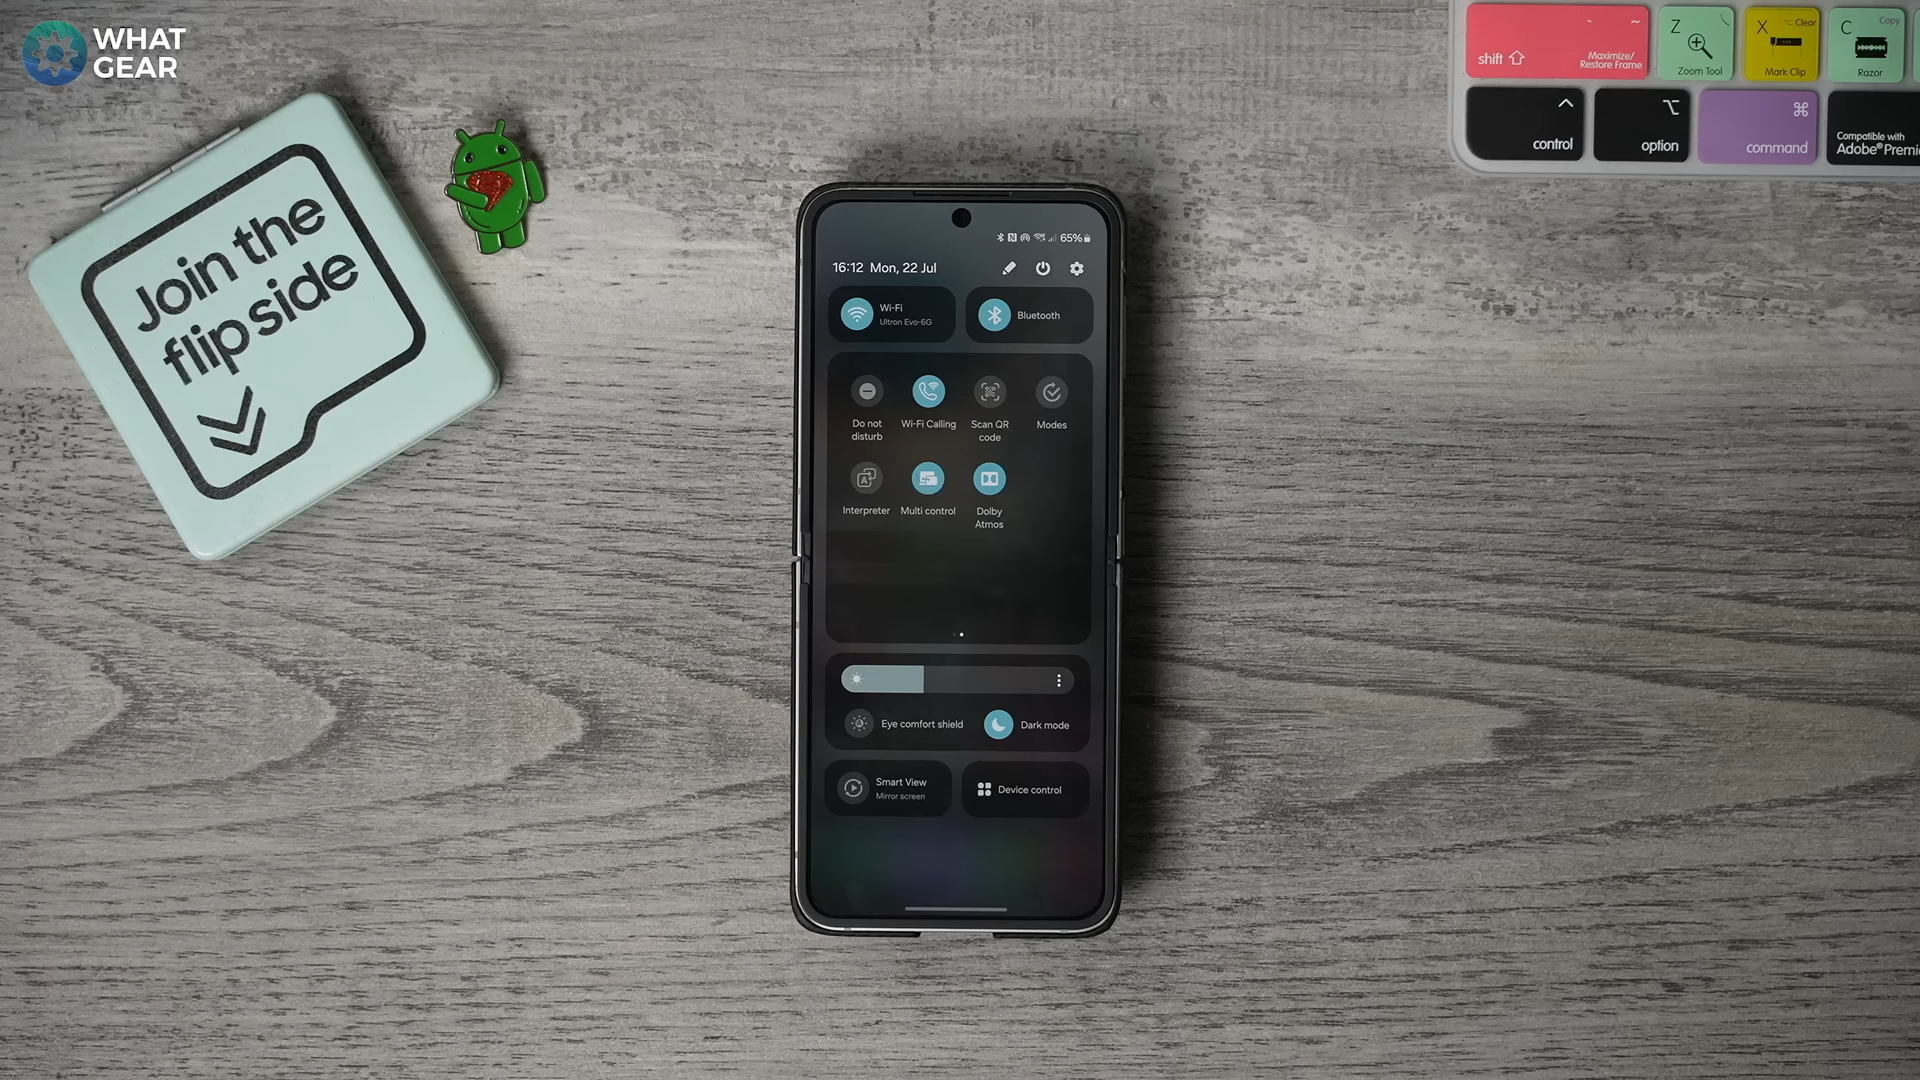 WHAT
GEAR
Join the
flip side
shift
Maximize/
Restore Frame
Z
Zoom Tool
X
Clear
Mark Clip
C
Copy
Razor
control
option
command
Compatible with
Adobe® Premi
65%
16:12 Mon, 22 Jul
Wi-Fi
Ultron Evo-6G
Bluetooth
Do not
disturb
Wi-Fi Calling
Scan QR
code
Modes
Interpreter
Multi control
Dolby
Atmos
Eye comfort shield
Dark mode
Smart View
Mirror screen
Device control